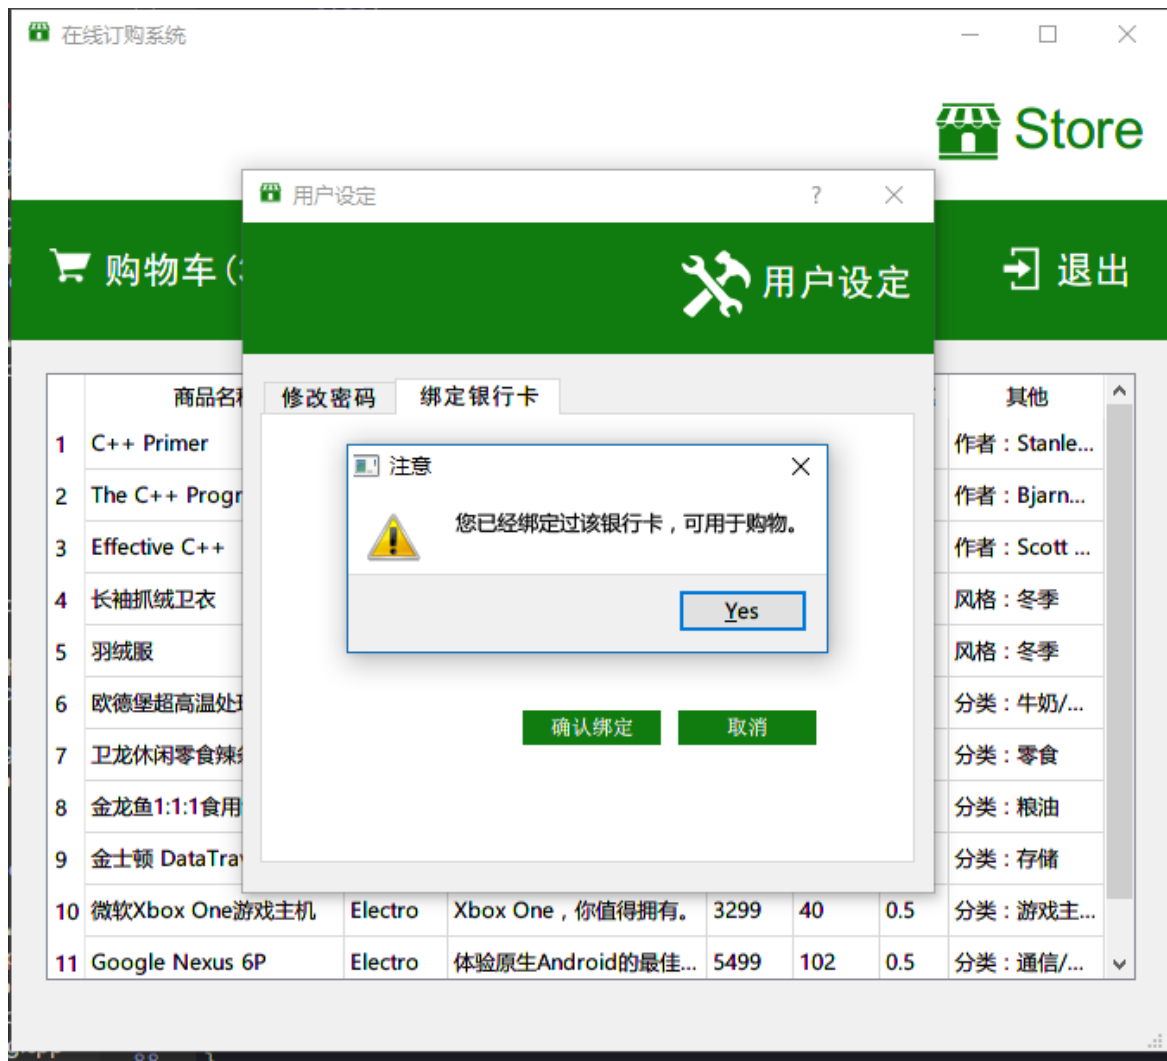 在线订购系统
Store
用户设定
?
购物车(
用户设定
退出
修改密码 绑定银行卡
商品名 其他
注意
您已经绑定过该银行卡，可用于购物。
Yes
确认绑定 取消
1 C++ Primer 作者：Stanle...
2 The C++ Progr 作者：Bjarn...
3 Effective C++ 作者：Scott ...
4 长袖抓绒卫衣 风格：冬季
5 羽绒服 风格：冬季
6 欧德堡超高温处 分类：牛奶/...
7 卫龙休闲零食辣 分类：零食
8 金龙鱼1:1:1食用 分类：粮油
9 金士顿 DataTra 分类：存储
10 微软Xbox One游戏主机 Electro Xbox One，你值得拥有。 3299 40 0.5 分类：游戏主...
11 Google Nexus 6P Electro 体验原生Android的最佳... 5499 102 0.5 分类：通信/...